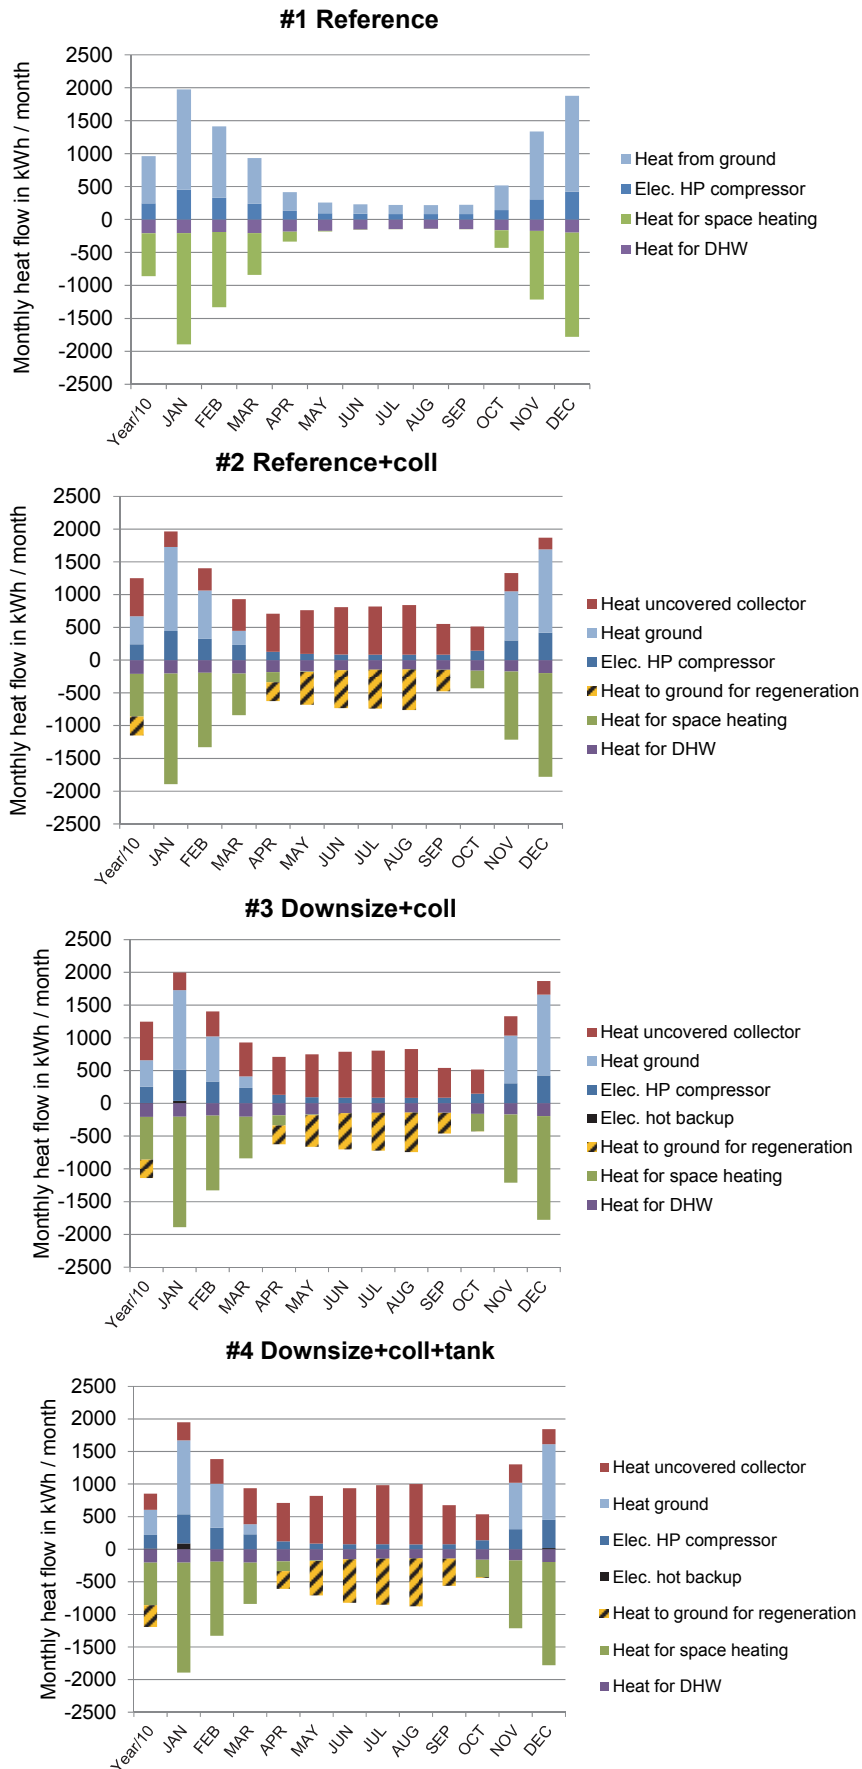 #1 Reference
Monthly heat flow in kWh / month
2500
2000
1500
1000
500
0
-500
-1000
-1500
-2000
-2500
Year/10 JAN FEB MAR APR MAY JUN JUL AUG SEP OCT NOV DEC
Heat from ground
Elec. HP compressor
Heat for space heating
Heat for DHW
#2 Reference+coll
Monthly heat flow in kWh / month
2500
2000
1500
1000
500
0
-500
-1000
-1500
-2000
-2500
Year/10 JAN FEB MAR APR MAY JUN JUL AUG SEP OCT NOV DEC
Heat uncovered collector
Heat ground
Elec. HP compressor
Heat to ground for regeneration
Heat for space heating
Heat for DHW
#3 Downsize+coll
Monthly heat flow in kWh / month
2500
2000
1500
1000
500
0
-500
-1000
-1500
-2000
-2500
Year/10 JAN FEB MAR APR MAY JUN JUL AUG SEP OCT NOV DEC
Heat uncovered collector
Heat ground
Elec. HP compressor
Elec. hot backup
Heat to ground for regeneration
Heat for space heating
Heat for DHW
#4 Downsize+coll+tank
Monthly heat flow in kWh / month
2500
2000
1500
1000
500
0
-500
-1000
-1500
-2000
-2500
Year/10 JAN FEB MAR APR MAY JUN JUL AUG SEP OCT NOV DEC
Heat uncovered collector
Heat ground
Elec. HP compressor
Elec. hot backup
Heat to ground for regeneration
Heat for space heating
Heat for DHW